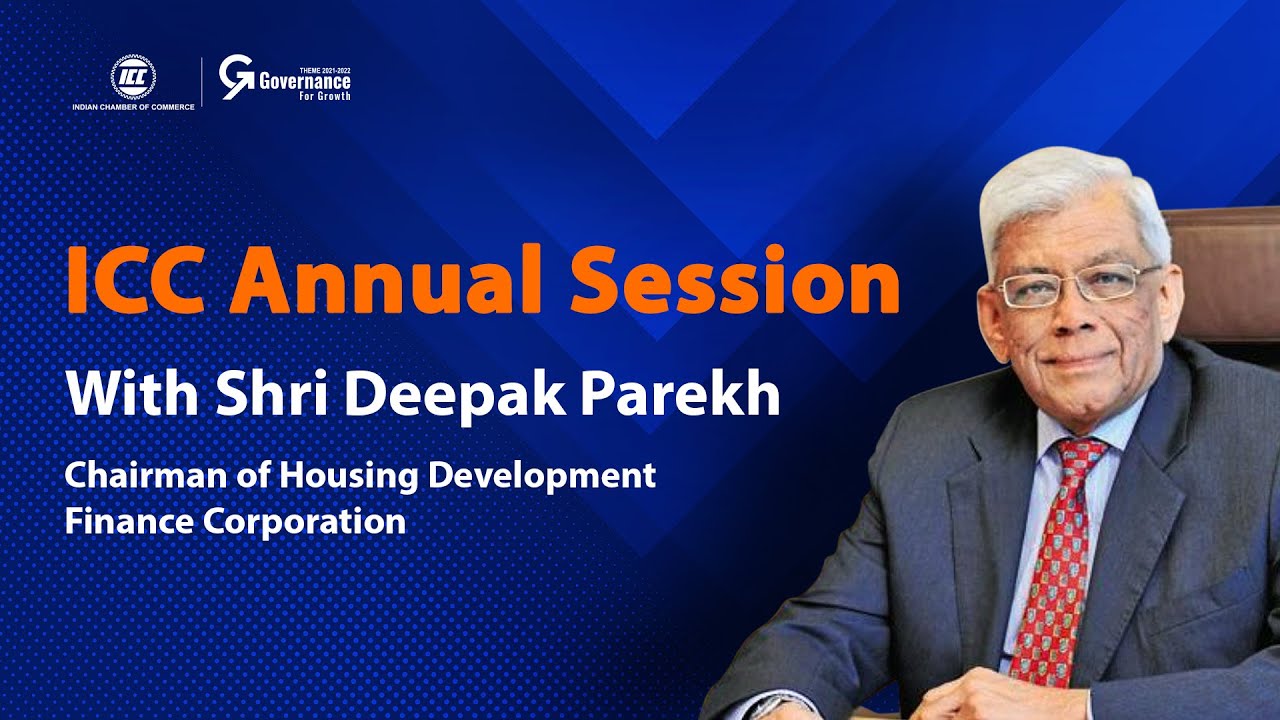 ICC
INDIAN CHAMBER OF COMMERCE
THEME 2021-2022
Governance
For Growth
ICC Annual Session
With Shri Deepak Parekh
Chairman of Housing Development
Finance Corporation